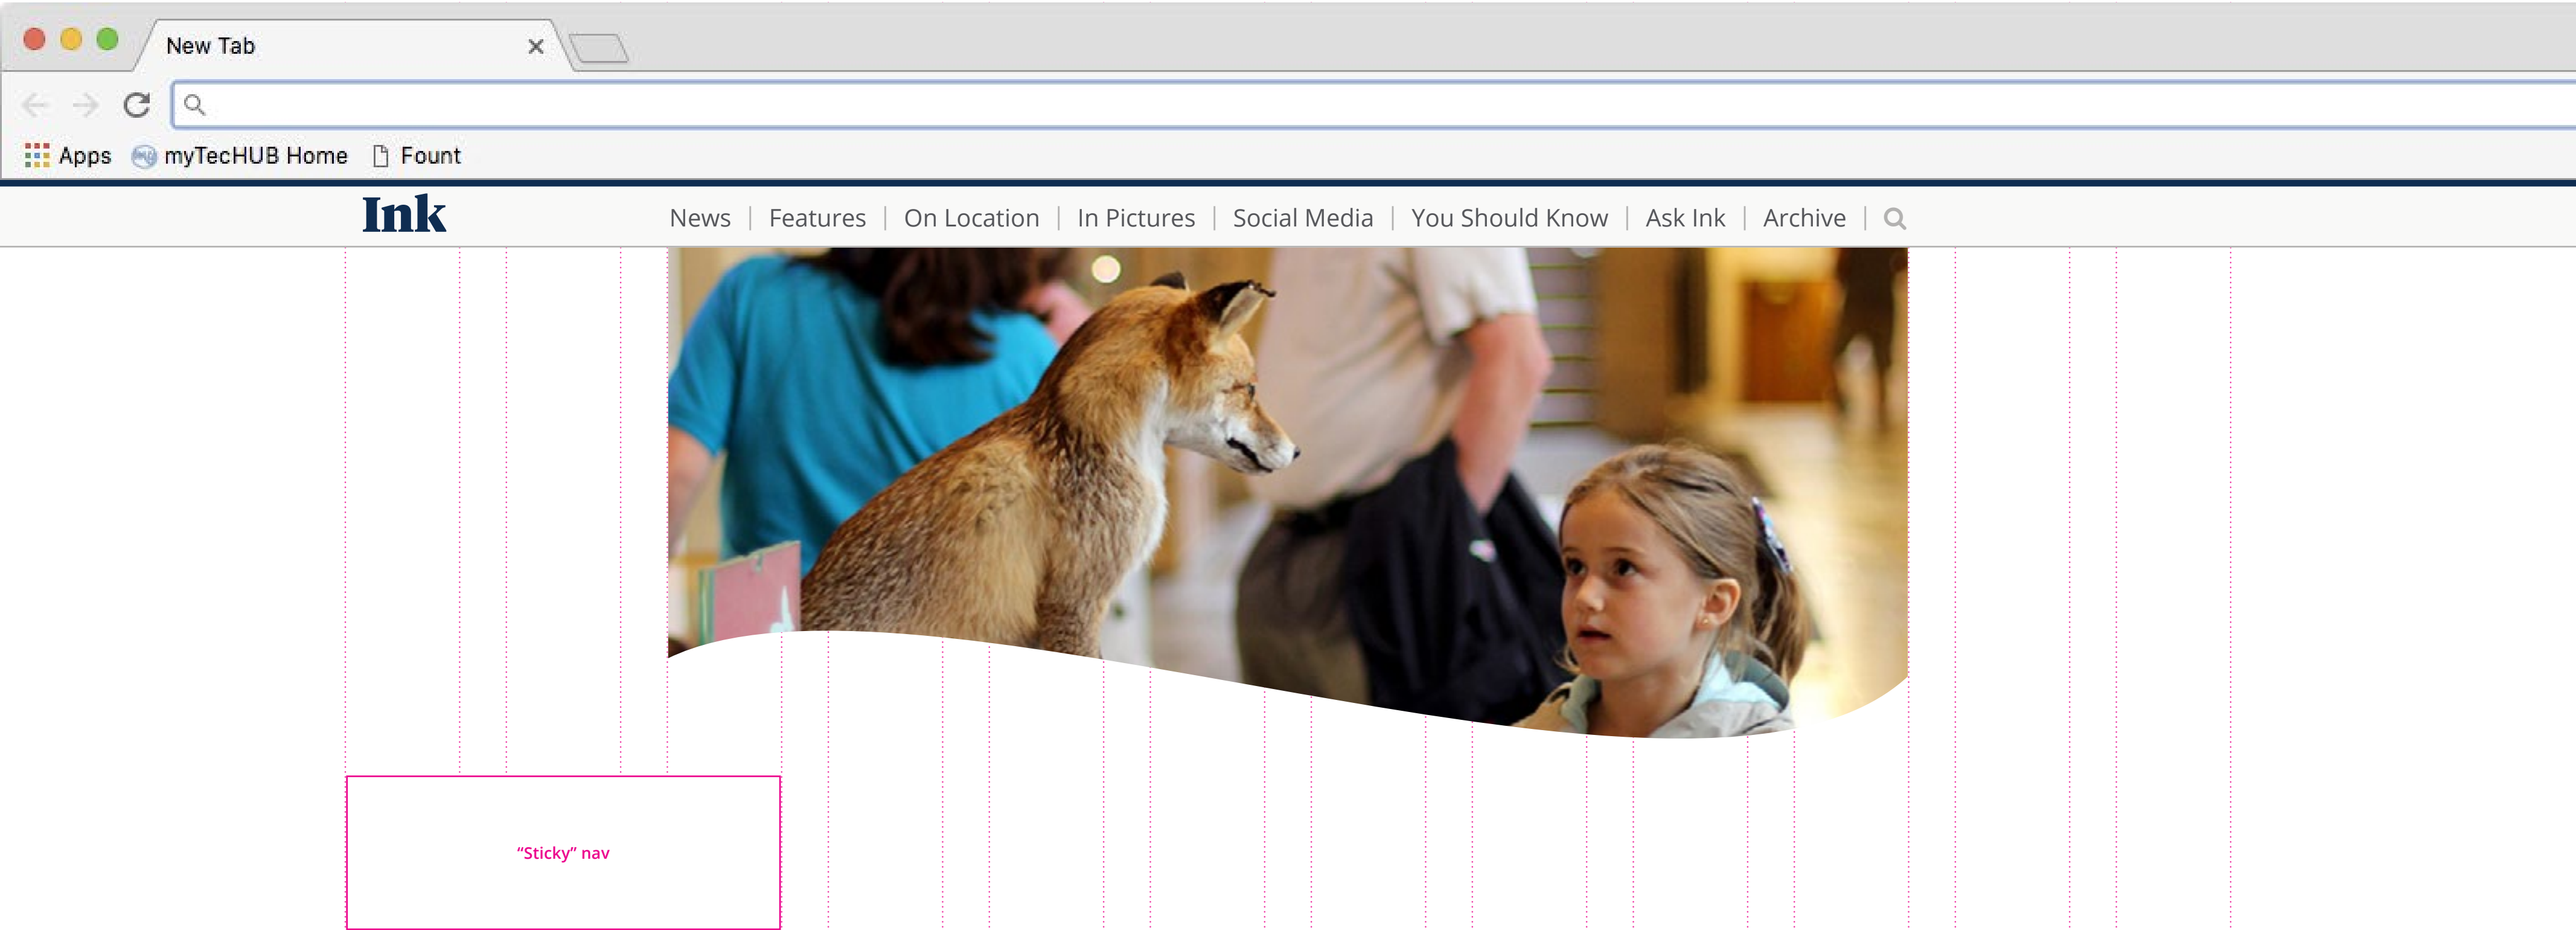 New Tab
Apps myTecHUB Home Fount
Ink News Features On Location In Pictures Social Media You Should Know Ask Ink Archive
“Sticky” nav